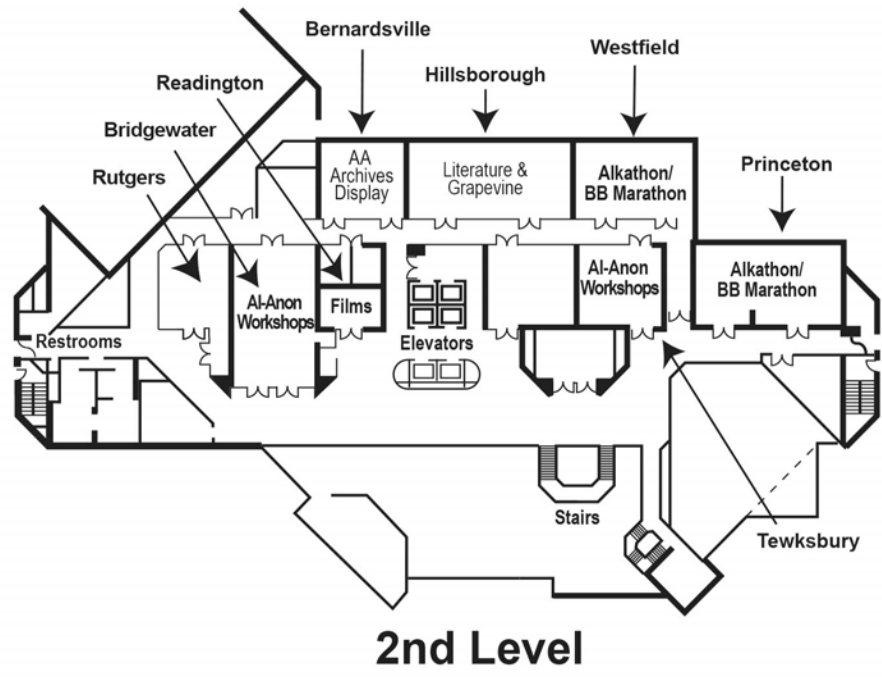 Bernardsville
Westfield
Hillsborough
Readington
Bridgewater
Rutgers
Princeton
AA
Archives
Display
Literature &
Grapevine
Alkathon/
BB Marathon
Al-Anon
Workshops
Films
Elevators
Al-Anon
Workshops
Alkathon/
BB Marathon
Restrooms
Stairs
Tewksbury
2nd Level